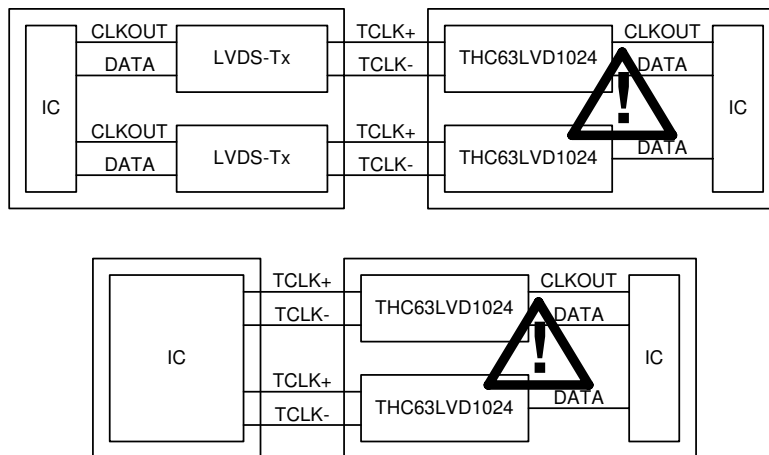 CLKOUT
DATA
LVDS-Tx
TCLK+
TCLK-
THC63LVD1024
CLKOUT
DATA
IC
IC
CLKOUT
DATA
LVDS-Tx
TCLK+
TCLK-
THC63LVD1024
DATA
!
TCLK+
TCLK-
THC63LVD1024
CLKOUT
DATA
IC
IC
TCLK+
TCLK-
THC63LVD1024
DATA
!